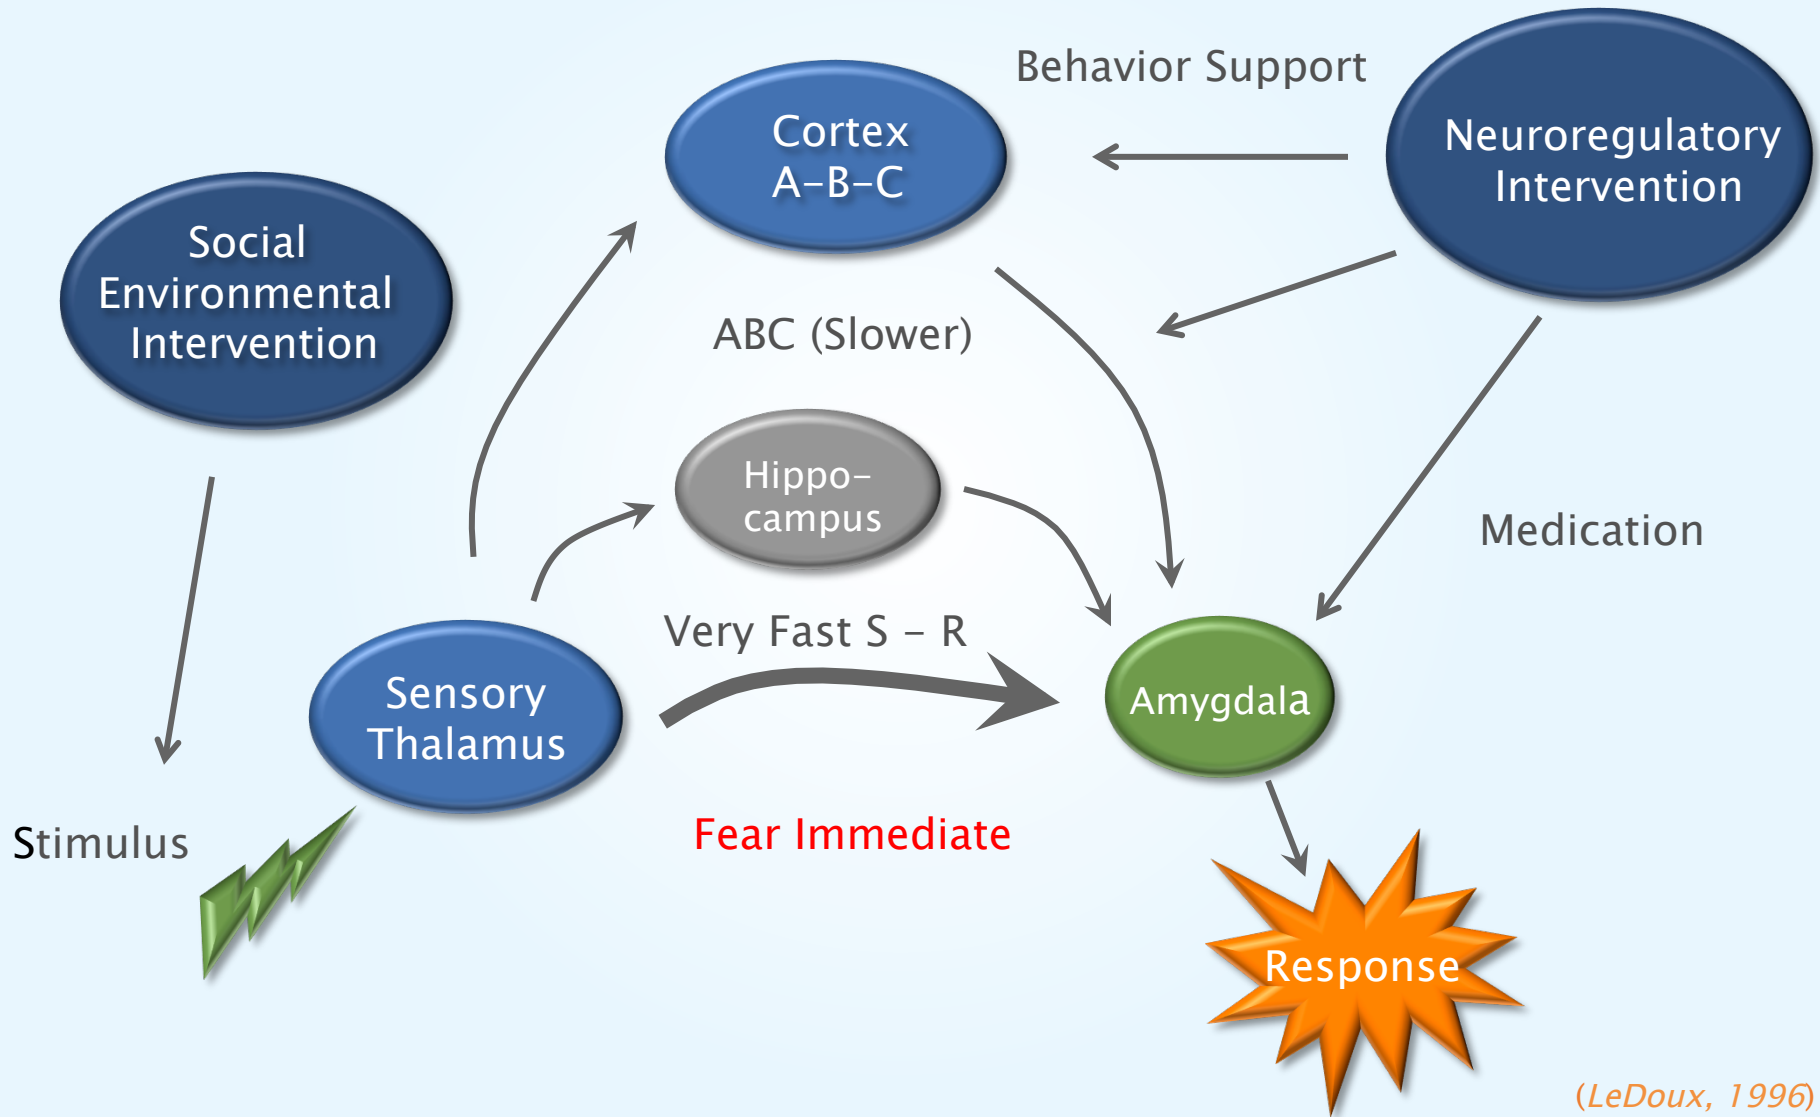 Behavior Support
Cortex
A-B-C
Neuroregulatory
Intervention
Social
Environmental
Intervention
ABC (Slower)
Hippo-
campus
Medication
Very Fast S - R
Sensory
Thalamus
Amygdala
Stimulus
Fear Immediate
Response
(LeDoux, 1996)